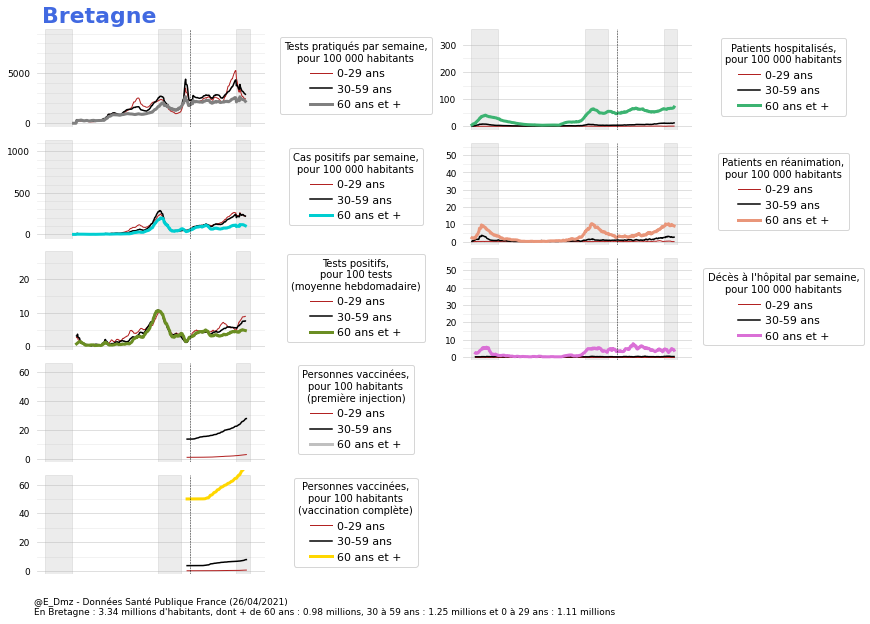 Bretagne
5000
0
Tests pratiqués par semaine,
pour 100 000 habitants
0-29 ans
30-59 ans
60 ans et +
300
200
100
0
Patients hospitalisés,
pour 100 000 habitants
0-29 ans
30-59 ans
60 ans et +
1000
500
0
Cas positifs par semaine,
pour 100 000 habitants
0-29 ans
30-59 ans
60 ans et +
50
40
30
20
10
0
Patients en réanimation,
pour 100 000 habitants
0-29 ans
30-59 ans
60 ans et +
20
10
0
Tests positifs,
pour 100 tests
(moyenne hebdomadaire)
0-29 ans
30-59 ans
60 ans et +
50
40
30
20
10
0
Décès à l'hôpital par semaine,
pour 100 000 habitants
0-29 ans
30-59 ans
60 ans et +
60
40
20
0
Personnes vaccinées,
pour 100 habitants
(première injection)
0-29 ans
30-59 ans
60 ans et +
60
40
20
0
Personnes vaccinées,
pour 100 habitants
(vaccination complète)
0-29 ans
30-59 ans
60 ans et +
@E_Dmz - Données Santé Publique France (26/04/2021)
En Bretagne : 3.34 millions d'habitants, dont + de 60 ans : 0.98 millions, 30 à 59 ans : 1.25 millions et 0 à 29 ans : 1.11 millions